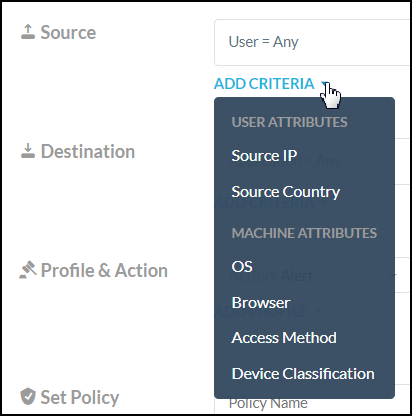 Source
User = Any
ADD CRITERIA
USER ATTRIBUTES
Destination
Source IP
Source Country
MACHINE ATTRIBUTES
Profile & Action
OS
Browser
Access Method
Device Classification
Set Policy
Policy Name